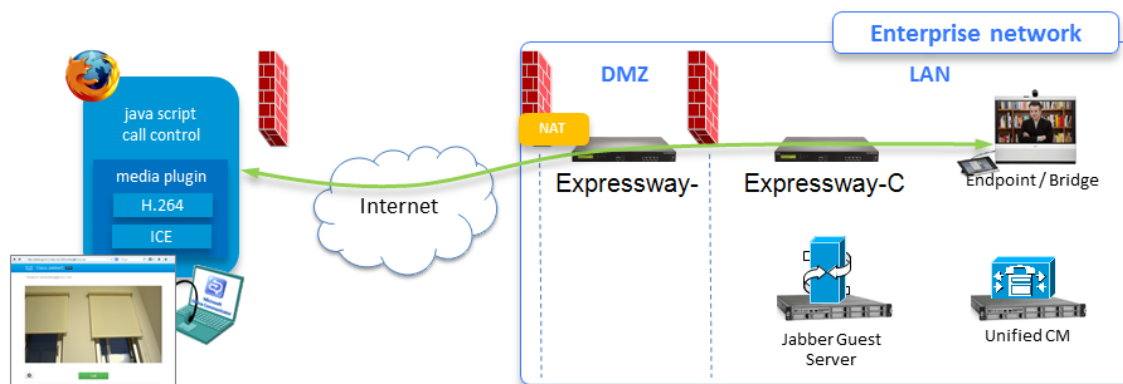 Enterprise network
DMZ
LAN
java script
call control
NAT
media plugin
H.264
ICE
Internet
Expressway-
Expressway-C
Endpoint / Bridge
Jabber Guest
Server
Unified CM